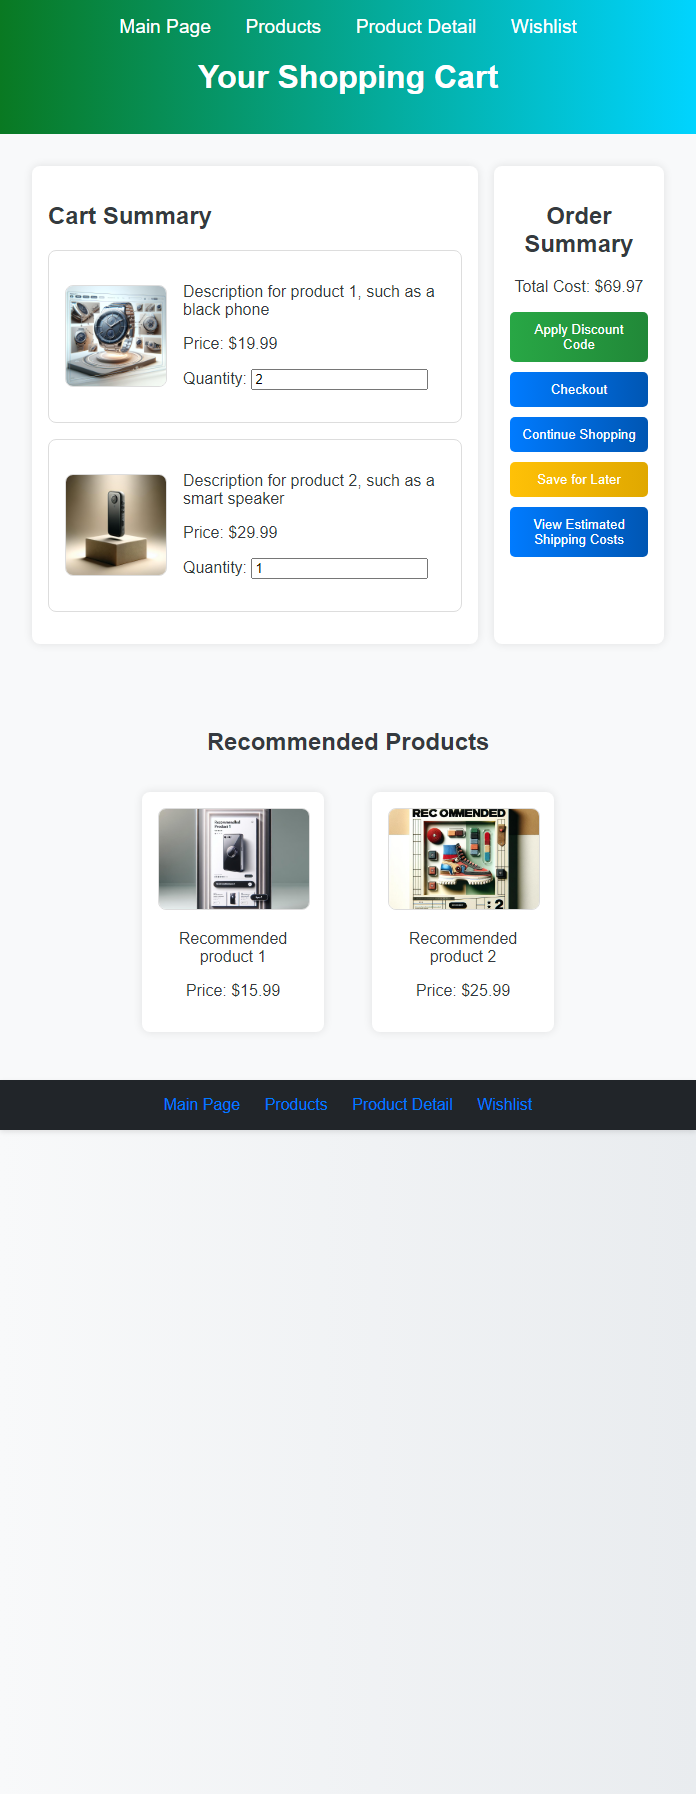 Main Page Products Product Detail Wishlist
Your Shopping Cart
Cart Summary
Description for product 1, such as a
black phone
Price: $19.99
Quantity: 2
Description for product 2, such as a
smart speaker
Price: $29.99
Quantity: 1
Order
Summary
Total Cost: $69.97
Apply Discount
Code
Checkout
Continue Shopping
Save for Later
View Estimated
Shipping Costs
Recommended Products
Recommended
Product 1
Recommended
product 1
Price: $15.99
REC OMMENDED
: 2
Recommended
product 2
Price: $25.99
Main Page Products Product Detail Wishlist